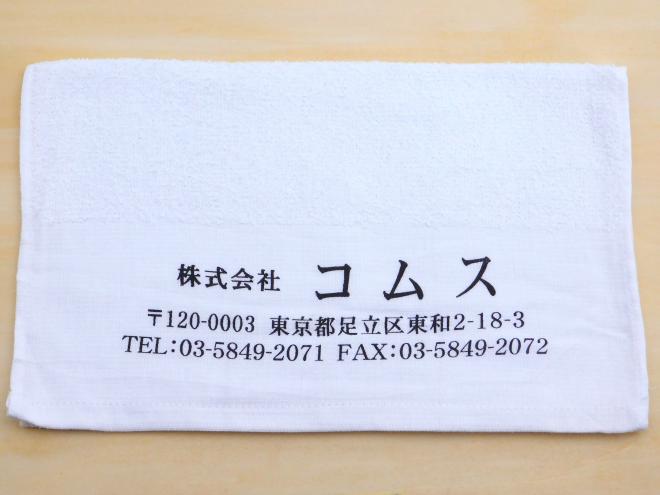 株式会社 コムス
〒120-0003 東京都足立区東和2-18-3
TEL:03-5849-2071 FAX:03-5849-2072